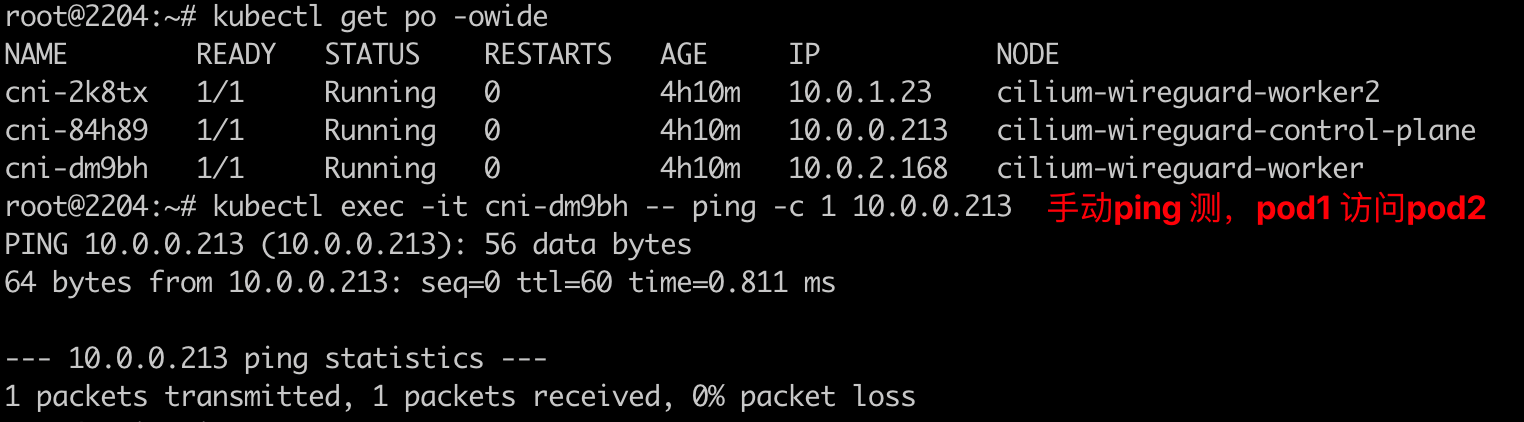 root@2204:~# kubectl get po -owide
NAME READY STATUS RESTARTS AGE IP NODE
cni-2k8tx 1/1 Running 0 4h10m 10.0.1.23 cilium-wireguard-worker2
cni-84h89 1/1 Running 0 4h10m 10.0.0.213 cilium-wireguard-control-plane
cni-dm9bh 1/1 Running 0 4h10m 10.0.2.168 cilium-wireguard-worker
root@2204:~# kubectl exec -it cni-dm9bh -- ping -c 1 10.0.0.213 手动ping 测，pod1 访问pod2
PING 10.0.0.213 (10.0.0.213): 56 data bytes
64 bytes from 10.0.0.213: seq=0 ttl=60 time=0.811 ms
--- 10.0.0.213 ping statistics ---
1 packets transmitted, 1 packets received, 0% packet loss